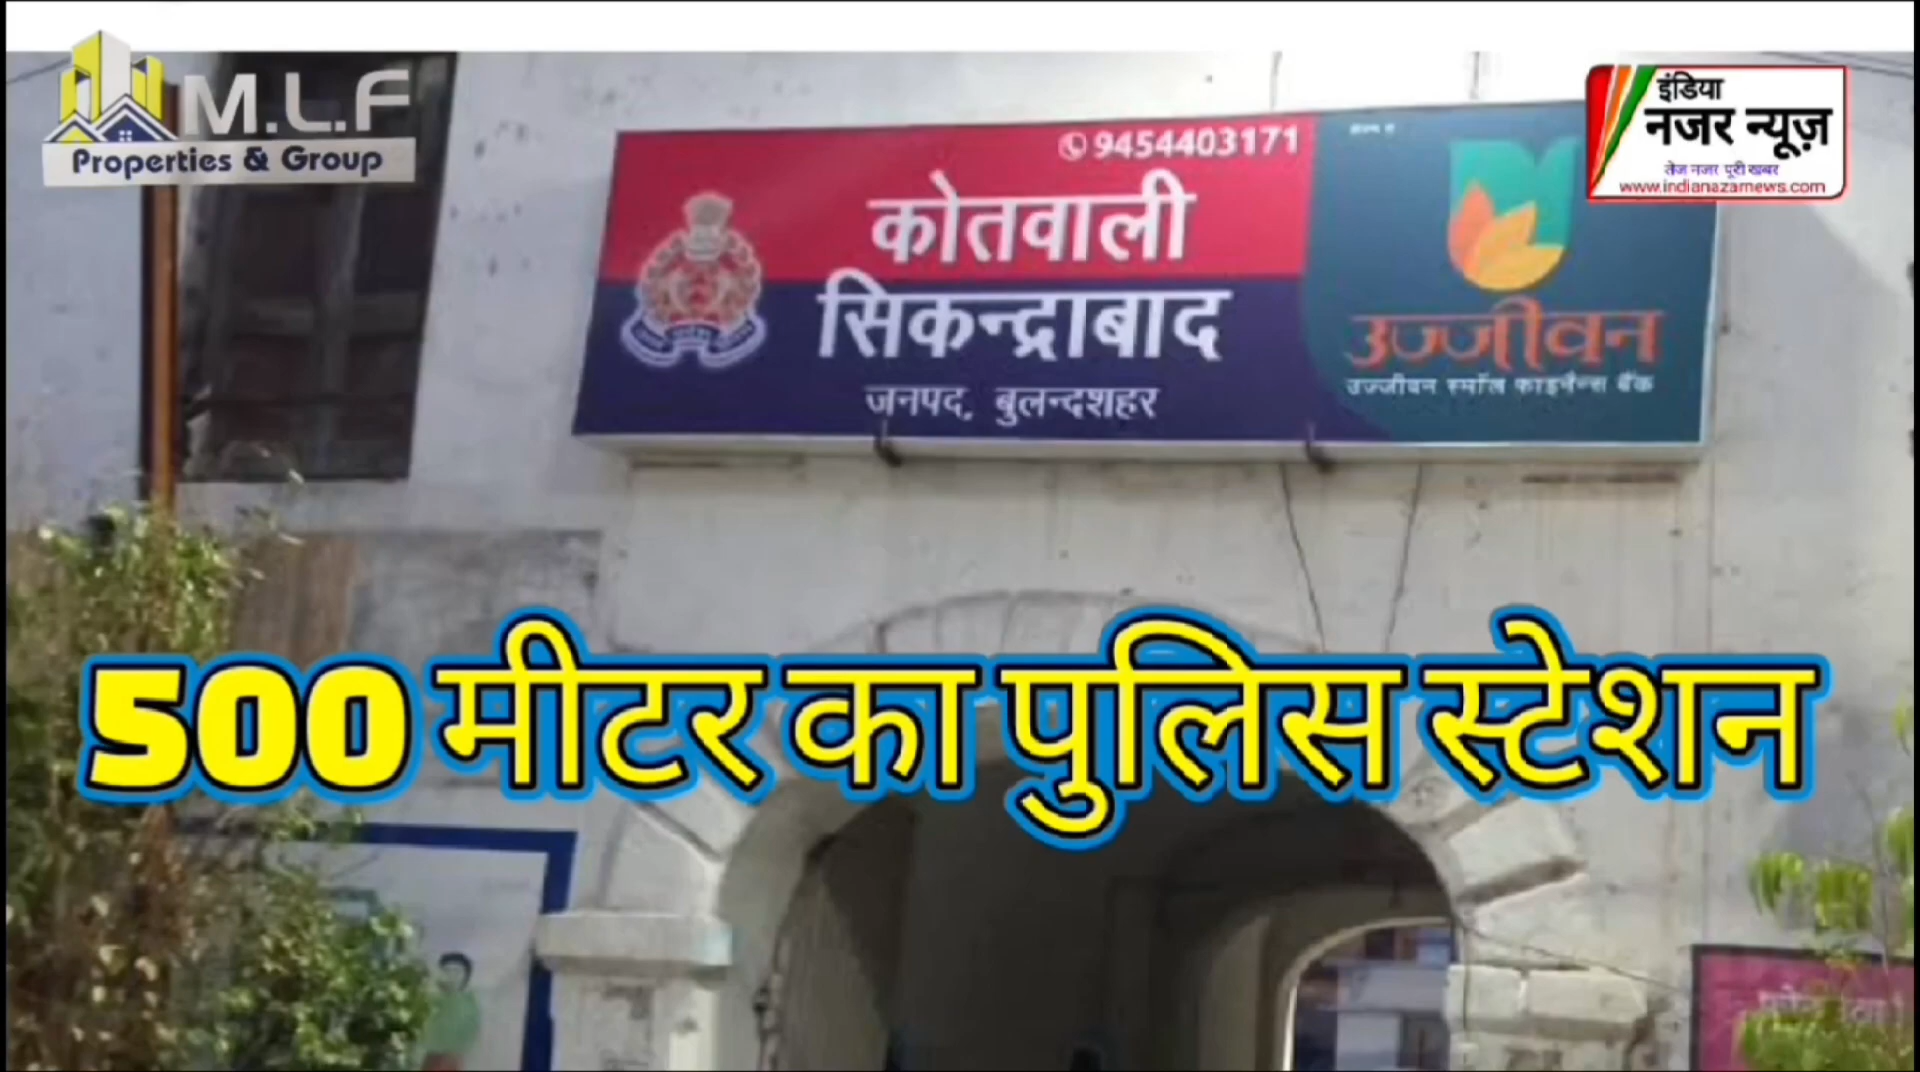 M.L.F
Properties & Group
इंडिया
नजर न्यूज़
तेज नजर पूरी खबर
www.indianazarnews.com
9454403171
कोतवाली
सिकन्द्राबाद
जनपद, बुलन्दशहर
उज्जीवन
उज्जीवन स्मॉल फाइनेंस बैंक
500 मीटर का पुलिस स्टेशन